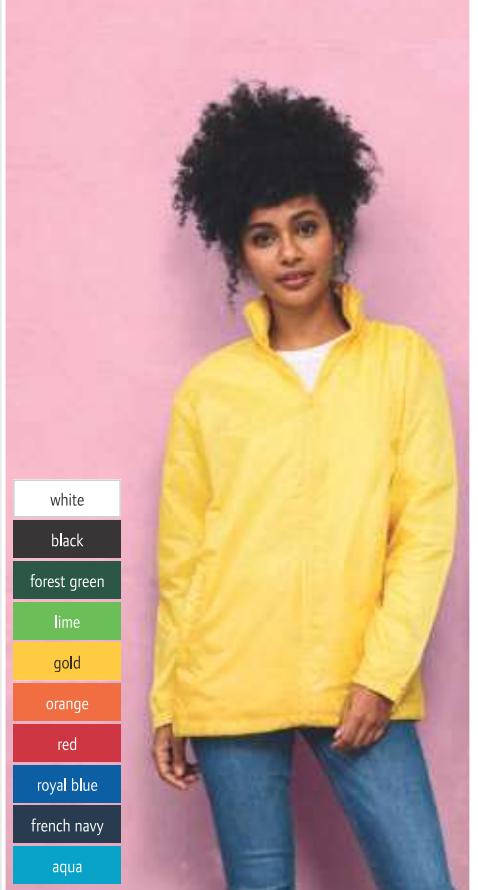 white
black
forest green
lime
gold
orange
red
royal blue
french navy
aqua